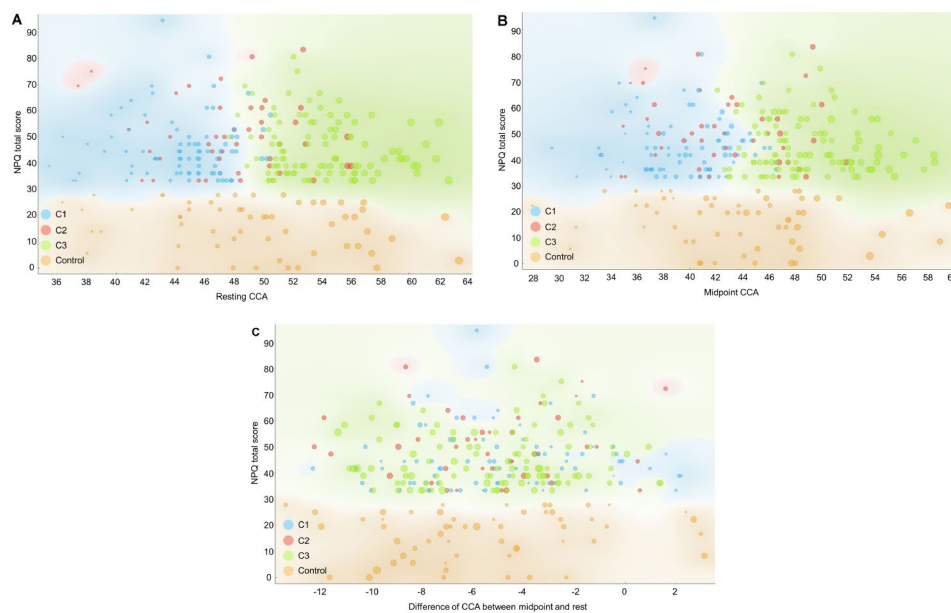 A
NPQ total score
90
80
70
60
50
40
30
20
10
0
C1
C2
C3
Control
36 38 40 42 44 46 48 50 52 54 56 58 60 62 64
Resting CCA
B
NPQ total score
90
80
70
60
50
40
30
20
10
0
C1
C2
C3
Control
28 30 32 34 36 38 40 42 44 46 48 50 52 54 56 58
Midpoint CCA
C
NPQ total score
90
80
70
60
50
40
30
20
10
0
C1
C2
C3
Control
-12 -10 -8 -6 -4 -2 0 2
Difference of CCA between midpoint and rest